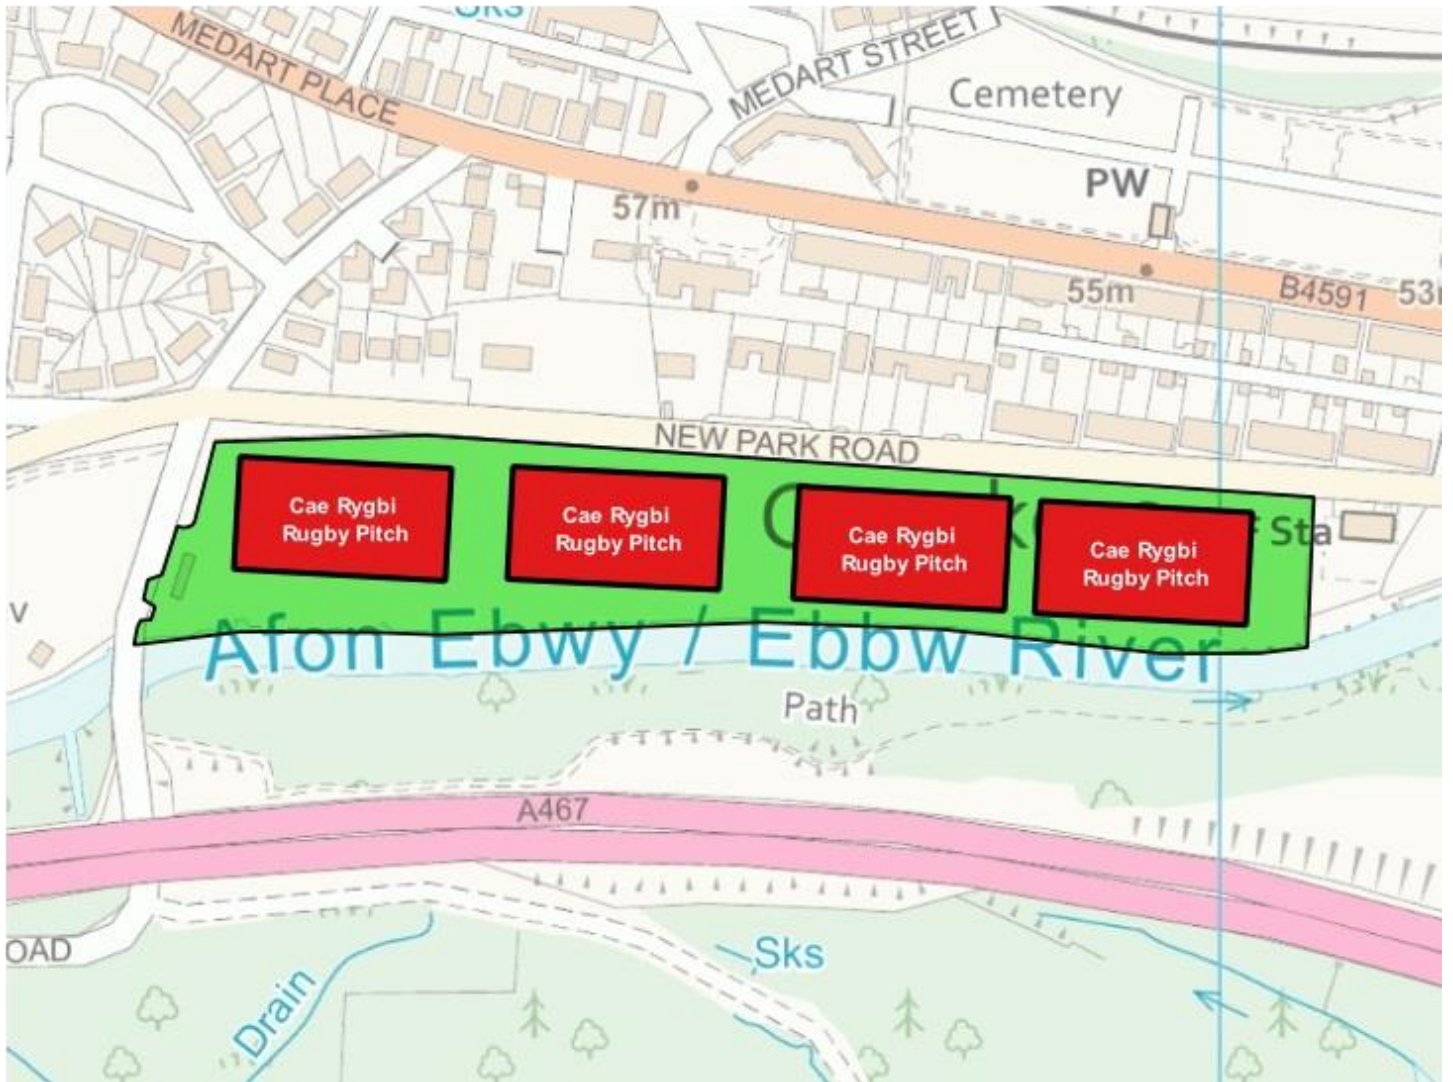 Sks
MEDART PLACE
MEDART STREET
Cemetery
PW
57m
55m
B4591
53
NEW PARK ROAD
Cae Rygbi
Rugby Pitch
Cae Rygbi
Rugby Pitch
Cae Rygbi
Rugby Pitch
Cae Rygbi
Rugby Pitch
Sta
Afon Ebwy / Ebbw River
Path
A467
OAD
Sks
Drain